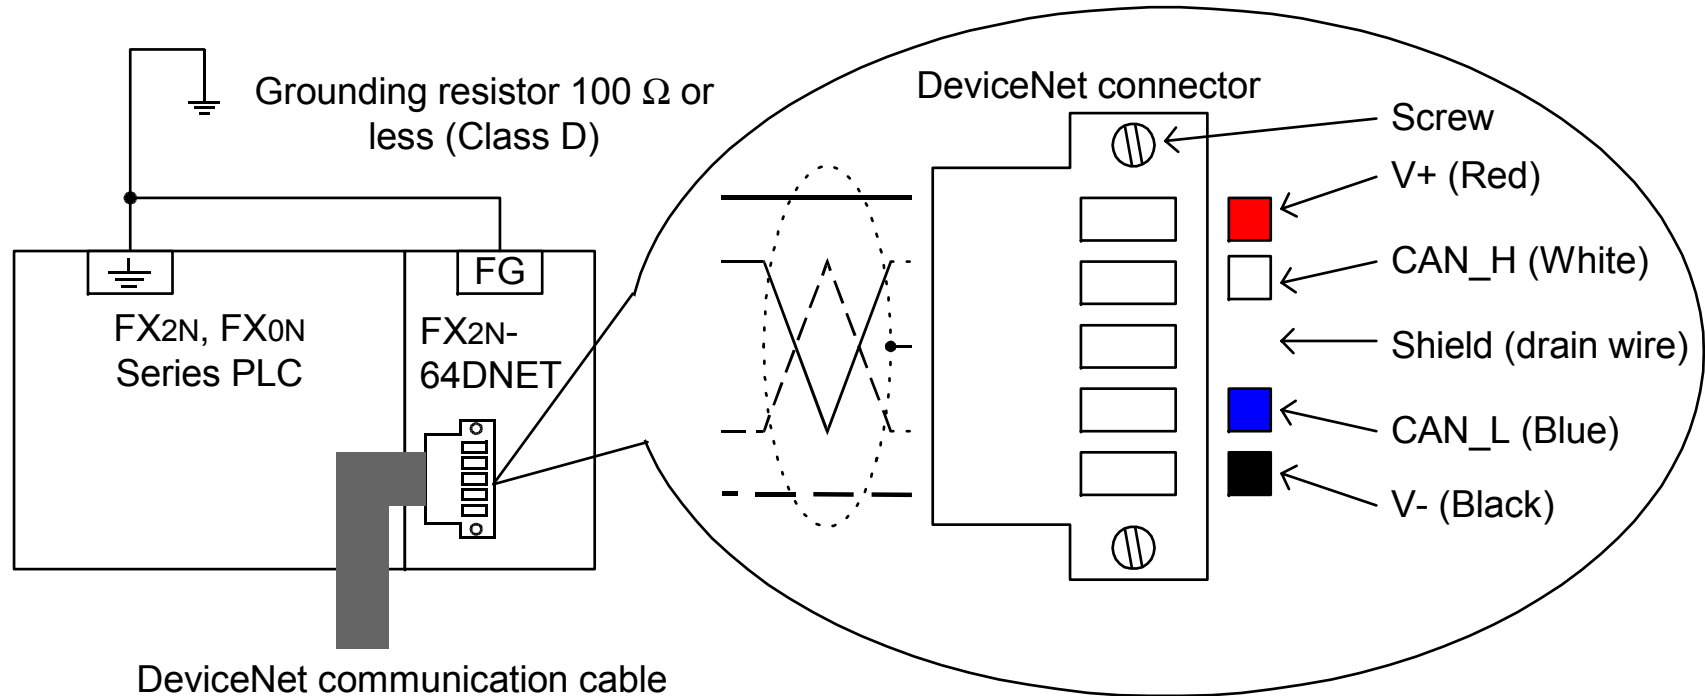 Grounding resistor 100 Ω or
less (Class D)
DeviceNet connector
Screw
V+ (Red)
CAN_H (White)
Shield (drain wire)
CAN_L (Blue)
V- (Black)
FG
FX2N, FX0N
Series PLC
FX2N-
64DNET
DeviceNet communication cable